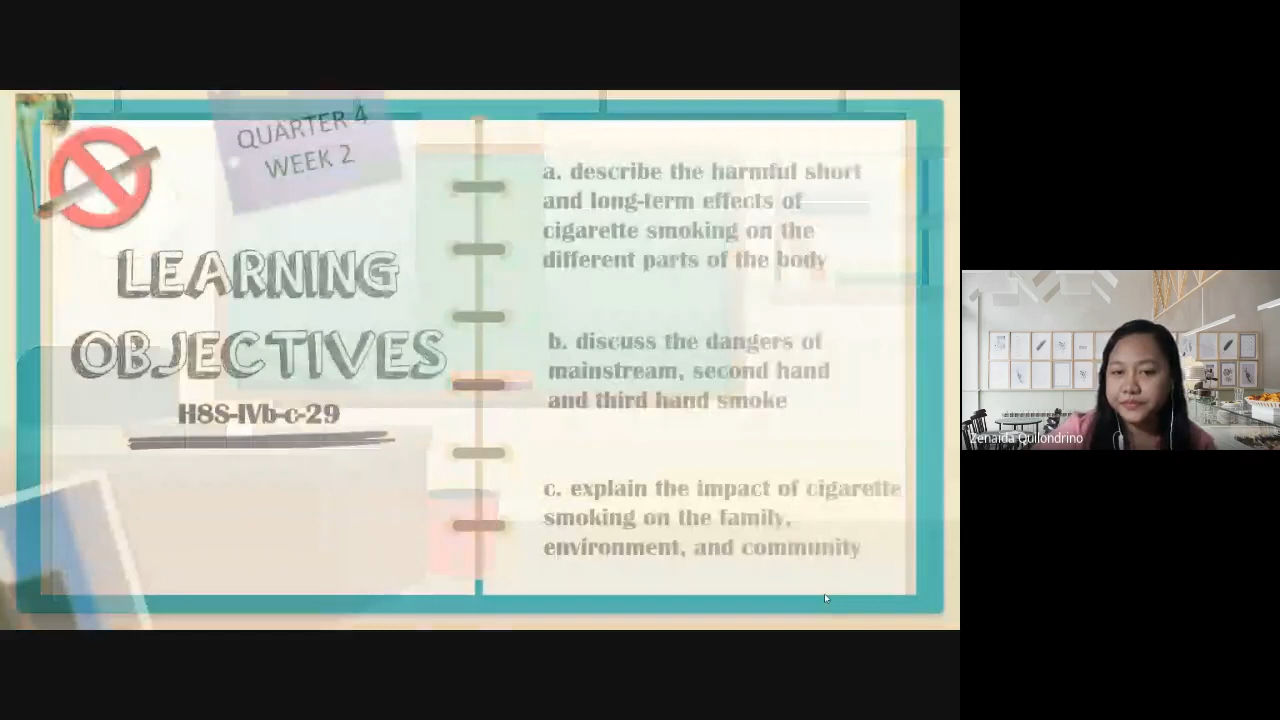 QUARTER 4
WEEK 2
LEARNING
OBJECTIVES
H8S-IVb-c-29
a. describe the harmful short
and long-term effects of
cigarette smoking on the
different parts of the body
b. discuss the dangers of
mainstream, second hand
and third hand smoke
c. explain the impact of cigarette
smoking on the family,
environment, and community
Zenaida Quilondrino